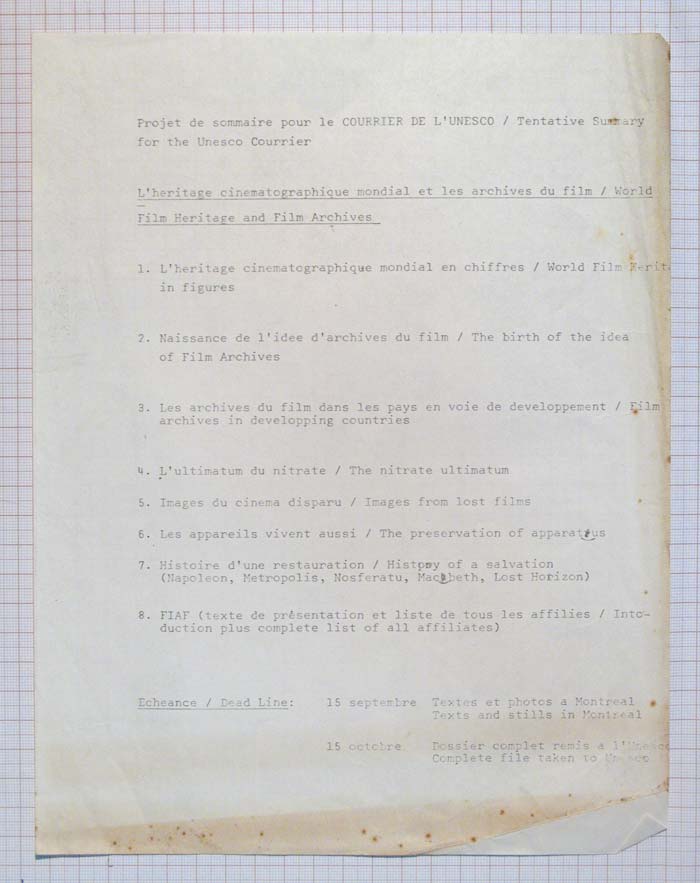 Projet de sommaire pour le COURRIER DE L'UNESCO / Tentative Summary
for the Unesco Courrier
L'heritage cinematographique mondial et les archives du film / World
Film Heritage and Film Archives
1. L'heritage cinematographique mondial en chiffres / World Film Herita
in figures
2. Naissance de l'idee d'archives du film / The birth of the idea
of Film Archives
3. Les archives du film dans les pays en voie de developpement / Film
archives in developping countries
4. L'ultimatum du nitrate / The nitrate ultimatum
5. Images du cinema disparu / Images from lost films
6. Les appareils vivent aussi / The preservation of apparatus
7. Histoire d'une restauration / History of a salvation
(Napoleon, Metropolis, Nosferatu, Macbeth, Lost Horizon)
8. FIAF (texte de présentation et liste de tous les affilies / Into-
duction plus complete list of all affiliates)
Echeance / Dead Line: 15 septembre Textes et photos a Montreal
Texts and stills in Montreal
15 octobre Dossier complet remis a l'Unesco
Complete file taken to Unesco